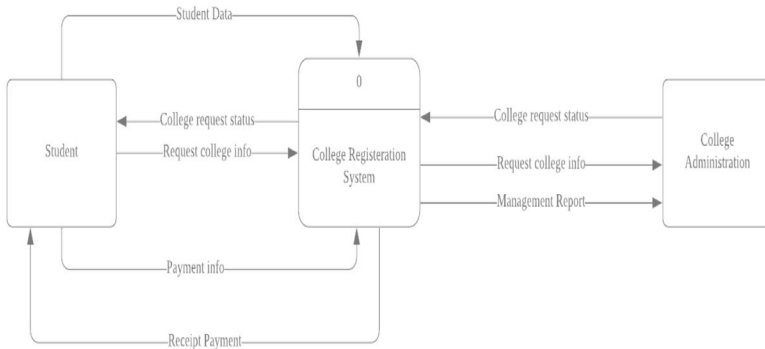 Student Data
0
College request status
College request status
Student
Request college info
College Registeration
System
Request college info
College
Administration
Management Report
Payment info
Receipt Payment